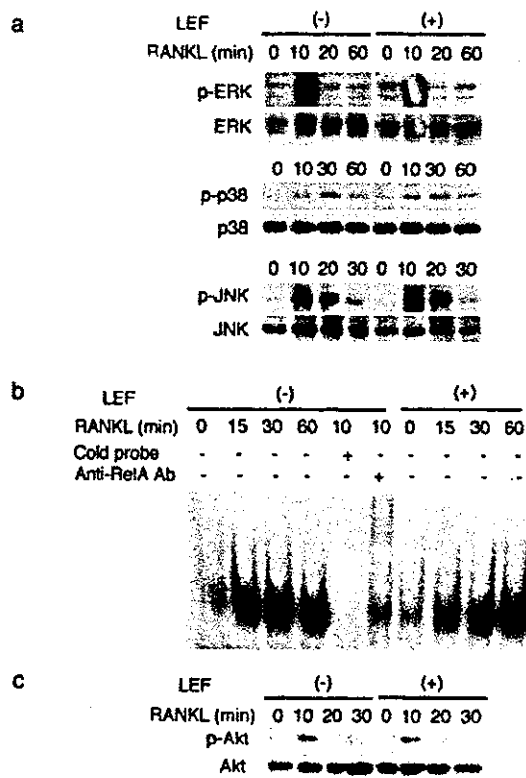 a
LEF (-) (+)
RANKL (min) 0 10 20 60 0 10 20 60
p-ERK
ERK
0 10 30 60 0 10 30 60
p-p38
p38
0 10 20 30 0 10 20 30
p-JNK
JNK
b
LEF (-) (+)
RANKL (min) 0 15 30 60 10 10 0 15 30 60
Cold probe - - - - + - - - - -
Anti-RelA Ab - - - - - + - - - -
c
LEF (-) (+)
RANKL (min) 0 10 20 30 0 10 20 30
p-Akt
Akt